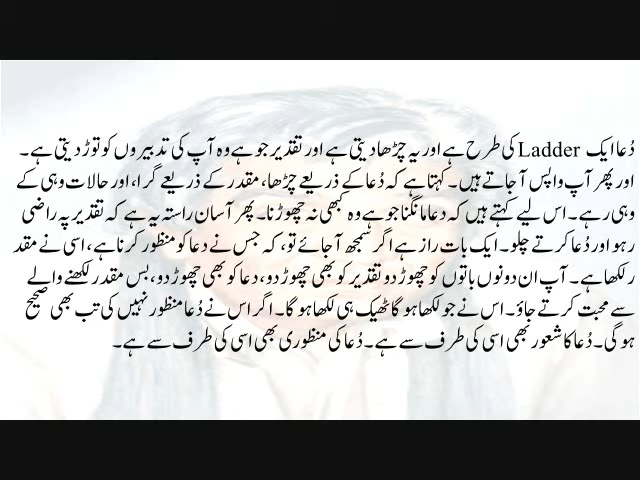 دُعا ایک Ladder کی طرح ہے اور یہ چڑھا دیتی ہے اور تقدیر جو ہے وہ آپ کی تدبیروں کو توڑ دیتی ہے۔
اور پھر آپ واپس آ جاتے ہیں۔ کہتا ہے کہ دُعا کے ذریعے چڑھا، مقدر کے ذریعے گرا، اور حالات وہی کے
وہی رہے۔ اس لیے کہتے ہیں کہ دعا مانگنا جو ہے وہ کبھی نہ چھوڑنا۔ پھر آسان راستہ یہ ہے کہ تقدیر پہ راضی
رہو اور دُعا کرتے چلو۔ ایک بات راز ہے اگر سمجھ آ جائے تو، کہ جس نے دعا کو منظور کرنا ہے، اسی نے مقدر
رکھا ہے۔ آپ ان دونوں باتوں کو چھوڑ دو تقدیر کو بھی چھوڑ دو، دعا کو بھی چھوڑ دو، بس مقدر لکھنے والے
سے محبت کرتے جاؤ۔ اس نے جو لکھا ہو گا ٹھیک ہی لکھا ہو گا۔ اگر اس نے دُعا منظور نہیں کی تب بھی صحیح
ہو گی۔ دُعا کا شعور بھی اسی کی طرف سے ہے۔ دُعا کی منظوری بھی اسی کی طرف سے ہے۔